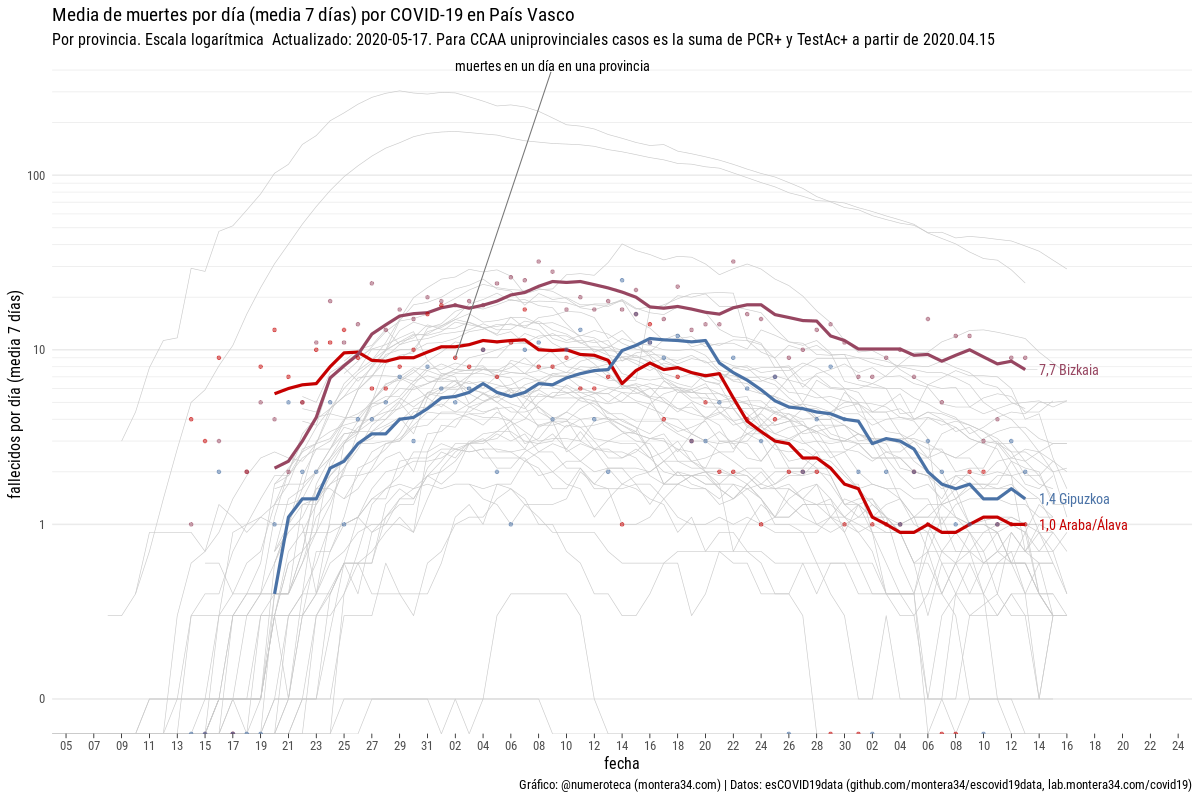 Media de muertes por día (media 7 días) por COVID-19 en País Vasco
Por provincia. Escala logarítmica  Actualizado: 2020-05-17. Para CCAA uniprovinciales casos es la suma de PCR+ y TestAc+ a partir de 2020.04.15
muertes en un día en una provincia
fallecidos por día (media  7 días)
100
10
1
0
7,7 Bizkaia
1,4 Gipuzkoa
1,0 Araba/Álava
05 07 09 11 13 15 17 19 21 23 25 27 29 31 02 04 06 08 10 12 14 16 18 20 22 24 26 28 30 02 04 06 08 10 12 14 16 18 20 22 24
fecha
Gráfico: @numeroteca (montera34.com) | Datos: esCOVID19data (github.com/montera34/escovid19data, lab.montera34.com/covid19)